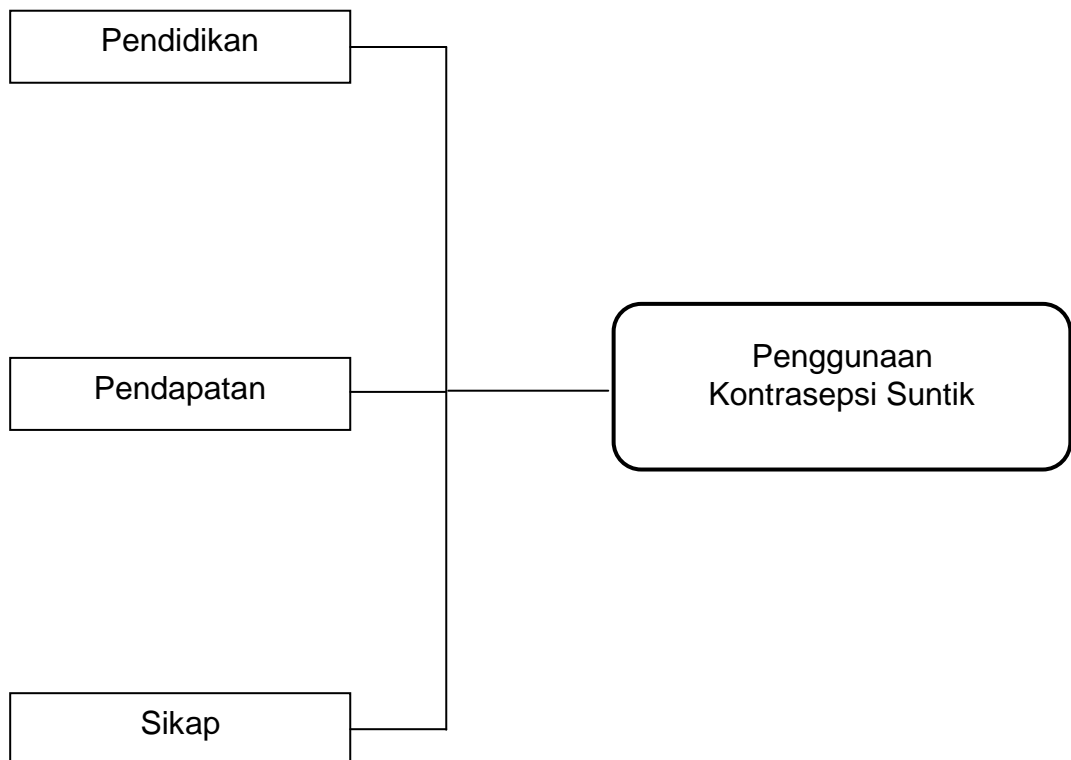 Pendidikan
Pendapatan
Penggunaan
Kontrasepsi Suntik
Sikap